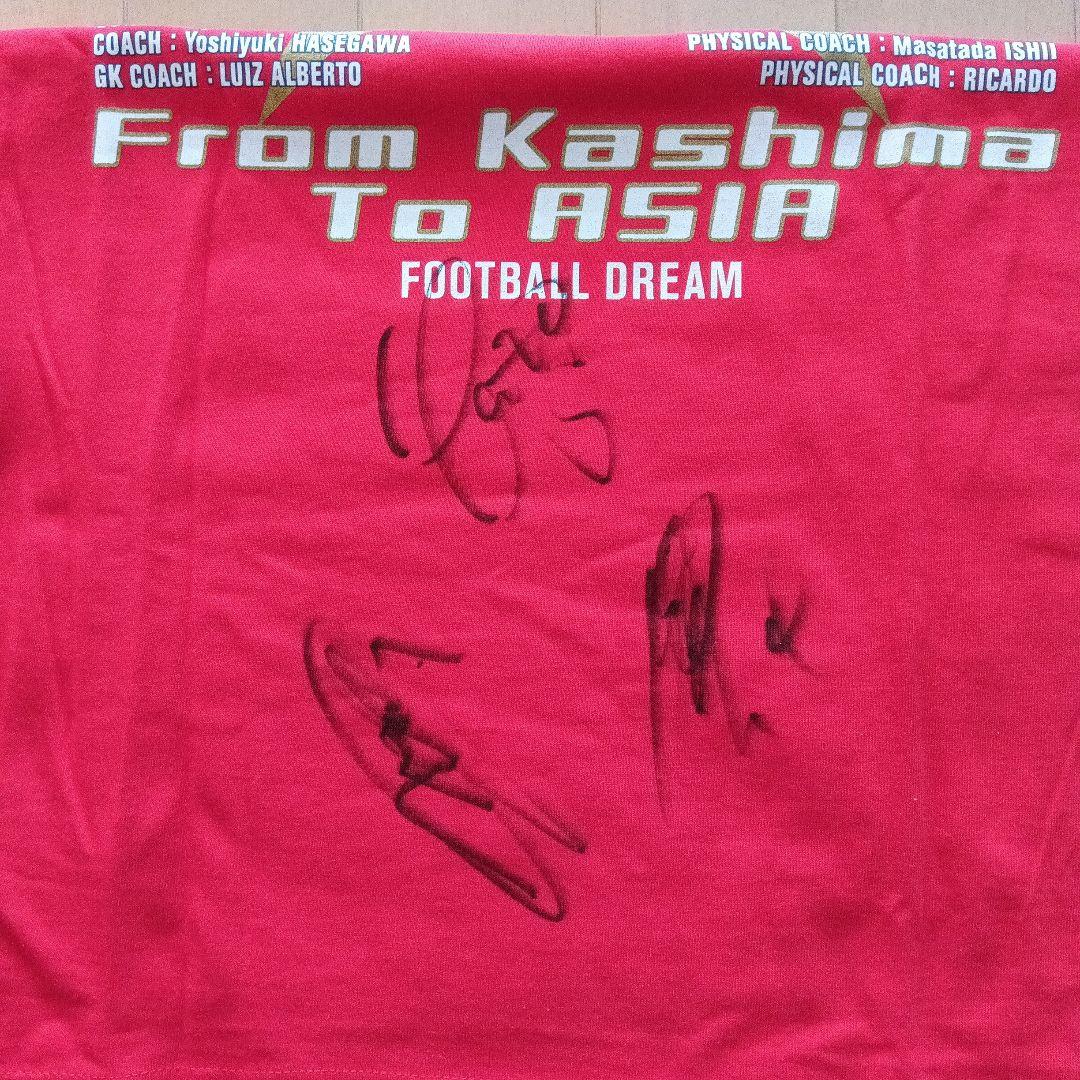 COACH : Yoshiyuki HASEGAWA
PHYSICAL COACH : Masatada ISHII
GK COACH : LUIZ ALBERTO
PHYSICAL COACH : RICARDO
From Kashima
To ASIA
FOOTBALL DREAM